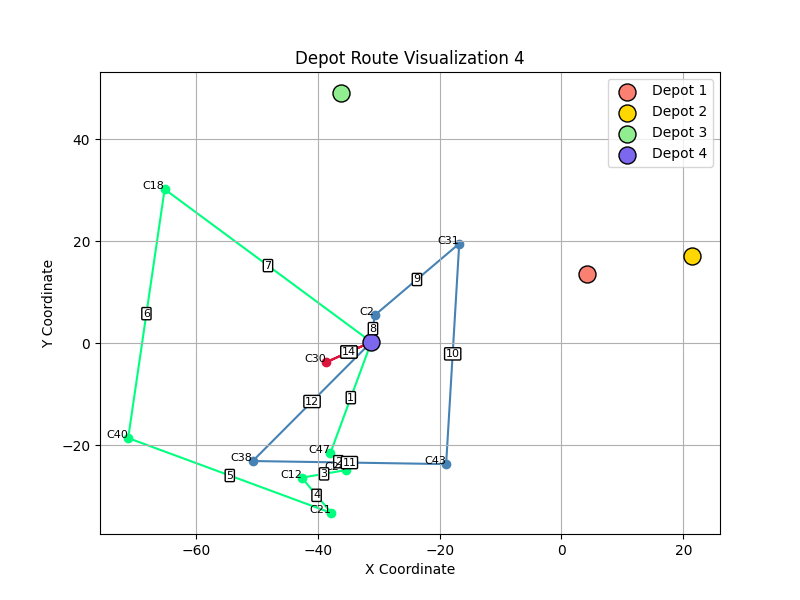 Depot Route Visualization 4
Depot 1
Depot 2
Depot 3
Depot 4
Y Coordinate
40
20
0
−20
C18
C31
7
9
6
C2
8
10
14
C30
1
12
C40
C47
C38
11
C43
3
5
C12
4
C21
−60
−40
−20
0
20
X Coordinate